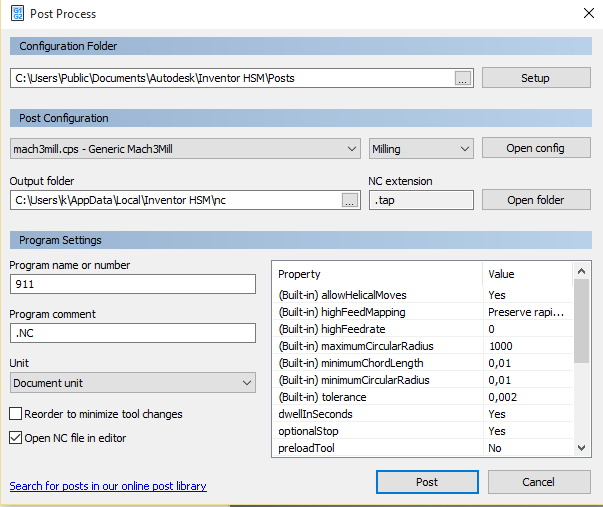 G1
G2
Post Process
Configuration Folder
C:\Users\Public\Documents\Autodesk\Inventor HSM\Posts
...
Setup
Post Configuration
mach3mill.cps - Generic Mach3Mill
Milling
Open config
Output folder
NC extension
C:\Users\k\AppData\Local\Inventor HSM\nc
...
.tap
Open folder
Program Settings
Program name or number
911
Program comment
.NC
Unit
Document unit
Reorder to minimize tool changes
Open NC file in editor
Property Value
(Built-in) allowHelicalMoves Yes
(Built-in) highFeedMapping Preserve rapi...
(Built-in) highFeedrate 0
(Built-in) maximumCircularRadius 1000
(Built-in) minimumChordLength 0,01
(Built-in) minimumCircularRadius 0,01
(Built-in) tolerance 0,002
dwellInSeconds Yes
optionalStop Yes
preloadTool No
Search for posts in our online post library
Post
Cancel